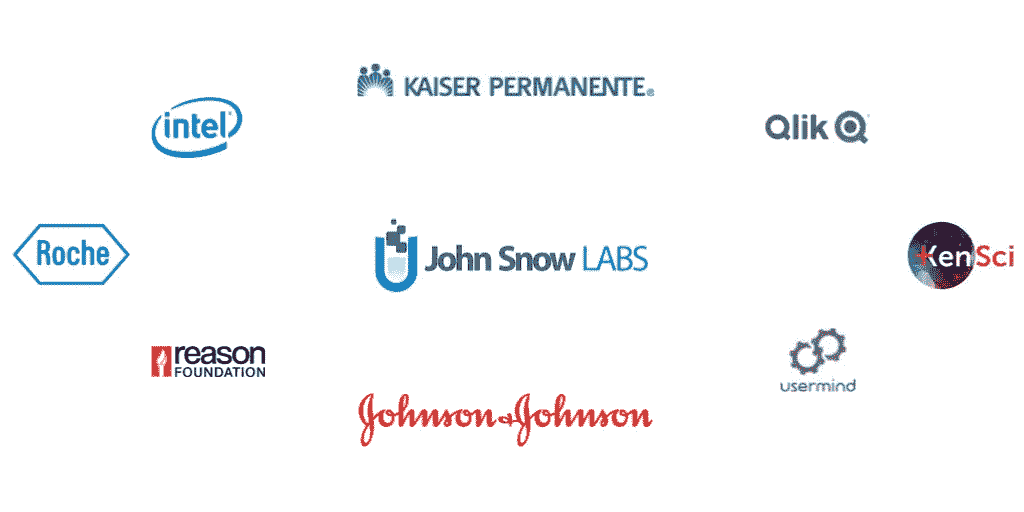 KAISER PERMANENTE®
intel®
Qlik Q
Roche
John Snow LABS
KenSci
reason
FOUNDATION
usermind
Johnson & Johnson